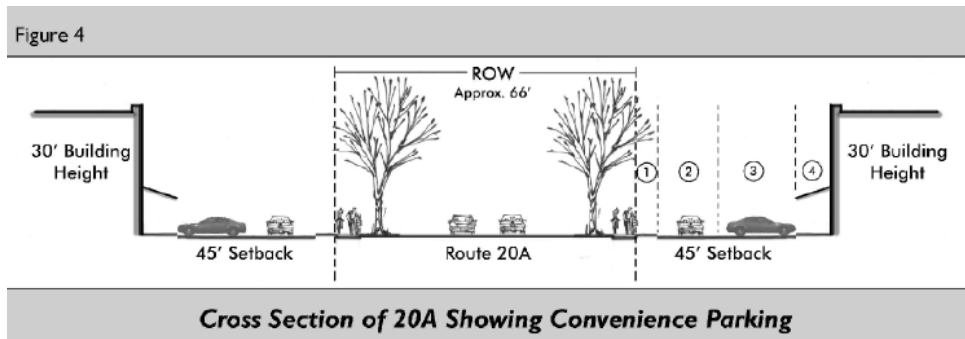 Figure 4
ROW
Approx. 66'
30' Building
Height
1
2
3
4
30' Building
Height
45' Setback
Route 20A
45' Setback
Cross Section of 20A Showing Convenience Parking